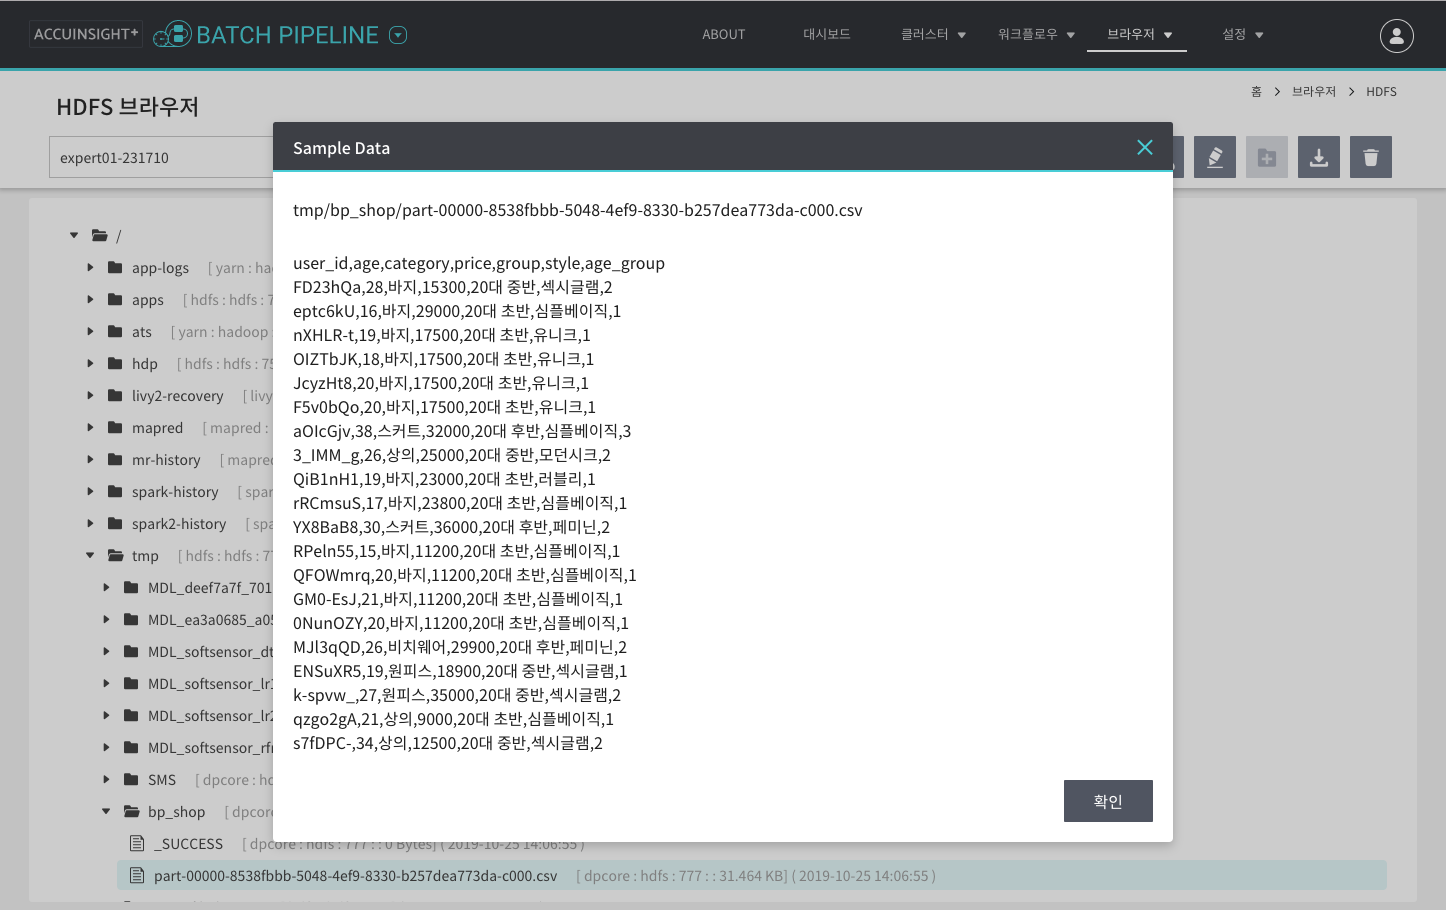 ACCUINSIGHT+ BATCH PIPELINE
ABOUT 대시보드 클러스터 워크플로우 브라우저 설정
HDFS 브라우저
홈 브라우저 HDFS
expert01-231710
Sample Data
tmp/bp_shop/part-00000-8538fbbb-5048-4ef9-8330-b257dea773da-c000.csv
user_id,age,category,price,group,style,age_group
FD23hQa,28,바지,15300,20대 중반,섹시글램,2
eptc6kU,16,바지,29000,20대 초반,심플베이직,1
nXHLR-t,19,바지,17500,20대 초반,유니크,1
OIZTbJK,18,바지,17500,20대 초반,유니크,1
JcyzHt8,20,바지,17500,20대 초반,유니크,1
F5v0bQo,20,바지,17500,20대 초반,유니크,1
aOIcGjv,38,스커트,32000,20대 후반,심플베이직,3
3_IMM_g,26,상의,25000,20대 중반,모던시크,2
QiB1nH1,19,바지,23000,20대 초반,러블리,1
rRCmsuS,17,바지,23800,20대 초반,심플베이직,1
YX8BaB8,30,스커트,36000,20대 후반,페미닌,2
RPeln55,15,바지,11200,20대 초반,심플베이직,1
QFOWmrq,20,바지,11200,20대 초반,심플베이직,1
GM0-EsJ,21,바지,11200,20대 초반,심플베이직,1
0NunOZY,20,바지,11200,20대 초반,심플베이직,1
MJl3qQD,26,비치웨어,29900,20대 후반,페미닌,2
ENSuXR5,19,원피스,18900,20대 중반,섹시글램,1
k-spvw_,27,원피스,35000,20대 중반,섹시글램,2
qzgo2gA,21,상의,9000,20대 초반,심플베이직,1
s7fDPC-,34,상의,12500,20대 중반,섹시글램,2
확인
/
app-logs [ yarn : had
apps [ hdfs : hdfs : 7
ats [ yarn : hadoop :
hdp [ hdfs : hdfs : 75
livy2-recovery [ livy
mapred [ mapred :
mr-history [ mapred
spark-history [ spar
spark2-history [ spa
tmp [ hdfs : hdfs : 77
MDL_deef7a7f_701
MDL_ea3a0685_a05
MDL_softsensor_dt
MDL_softsensor_lr
MDL_softsensor_lr2
MDL_softsensor_rfr
SMS [ dpcore : hd
bp_shop [ dpcore
_SUCCESS [ dpcore : hdfs : 777 : : 0 Bytes] ( 2019-10-25 14:06:55 )
part-00000-8538fbbb-5048-4ef9-8330-b257dea773da-c000.csv [ dpcore : hdfs : 777 : : 31.464 KB] ( 2019-10-25 14:06:55 )